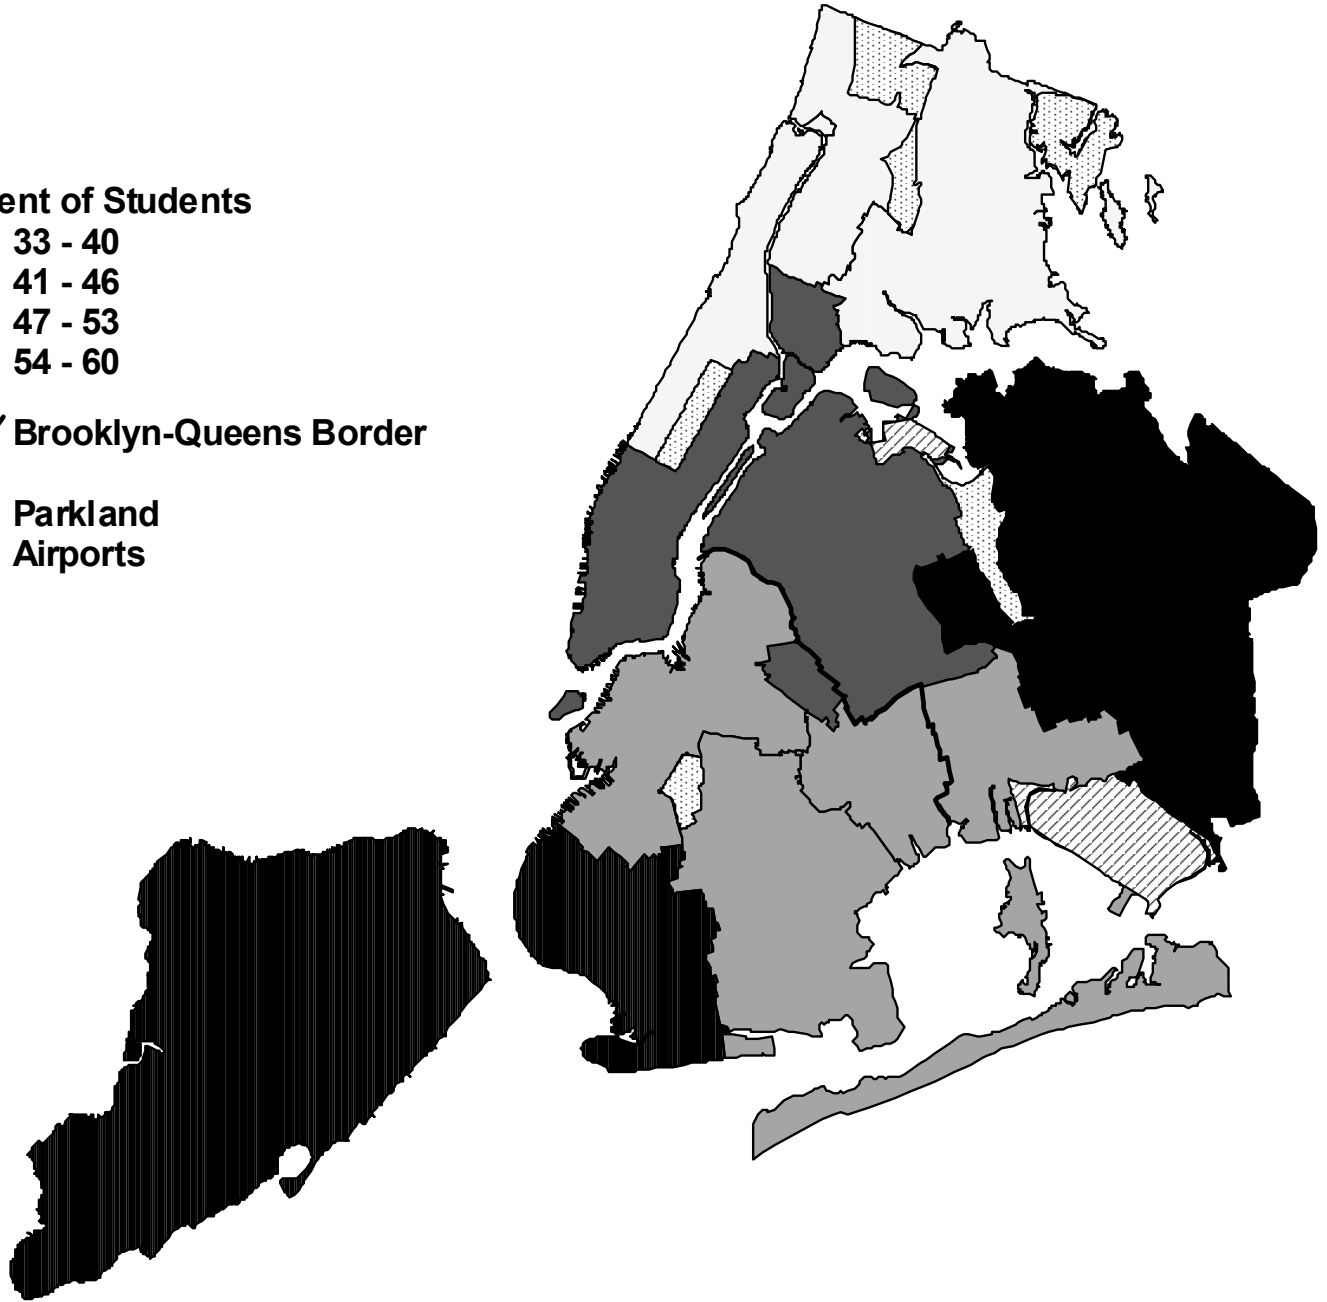 ent of Students
33 - 40
41 - 46
47 - 53
54 - 60
Brooklyn-Queens Border
Parkland
Airports